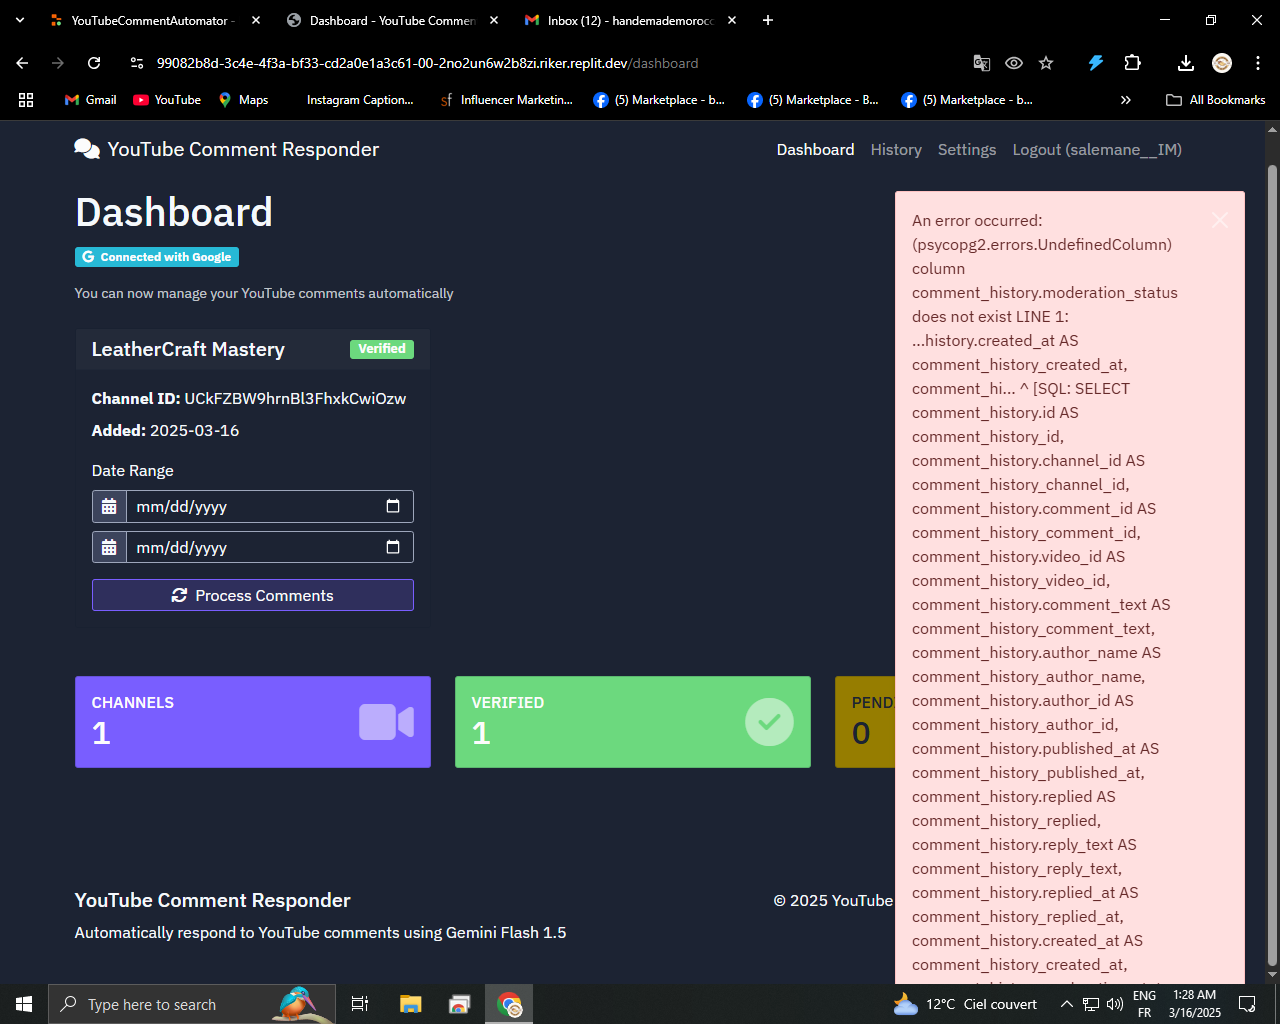 YouTubeCommentAutomator -
Dashboard - YouTube Commen
Inbox (12) - handemademorocc
99082b8d-3c4e-4f3a-bf33-cd2a0e1a3c61-00-2no2un6w2b8zi.riker.replit.dev/dashboard
Gmail
YouTube
Maps
Instagram Caption...
sf Influencer Marketin...
(5) Marketplace - b...
(5) Marketplace - B...
(5) Marketplace - b...
All Bookmarks
YouTube Comment Responder
Dashboard
History
Settings
Logout (salemane__IM)
Dashboard
Connected with Google
You can now manage your YouTube comments automatically
LeatherCraft Mastery
Verified
Channel ID: UCkFZBW9hrnBl3FhxkCwiOzw
Added: 2025-03-16
Date Range
mm/dd/yyyy
mm/dd/yyyy
Process Comments
CHANNELS
1
VERIFIED
1
PEND
0
An error occurred:
(psycopg2.errors.UndefinedColumn)
column
comment_history.moderation_status
does not exist LINE 1:
...history.created_at AS
comment_history_created_at,
comment_hi... ^ [SQL: SELECT
comment_history.id AS
comment_history_id,
comment_history.channel_id AS
comment_history_channel_id,
comment_history.comment_id AS
comment_history_comment_id,
comment_history.video_id AS
comment_history_video_id,
comment_history.comment_text AS
comment_history_comment_text,
comment_history.author_name AS
comment_history_author_name,
comment_history.author_id AS
comment_history_author_id,
comment_history.published_at AS
comment_history_published_at,
comment_history.replied AS
comment_history_replied,
comment_history.reply_text AS
comment_history_reply_text,
comment_history.replied_at AS
comment_history_replied_at,
comment_history.created_at AS
comment_history_created_at,
YouTube Comment Responder
Automatically respond to YouTube comments using Gemini Flash 1.5
© 2025 YouTube
Type here to search
12°C Ciel couvert
ENG
FR
1:28 AM
3/16/2025